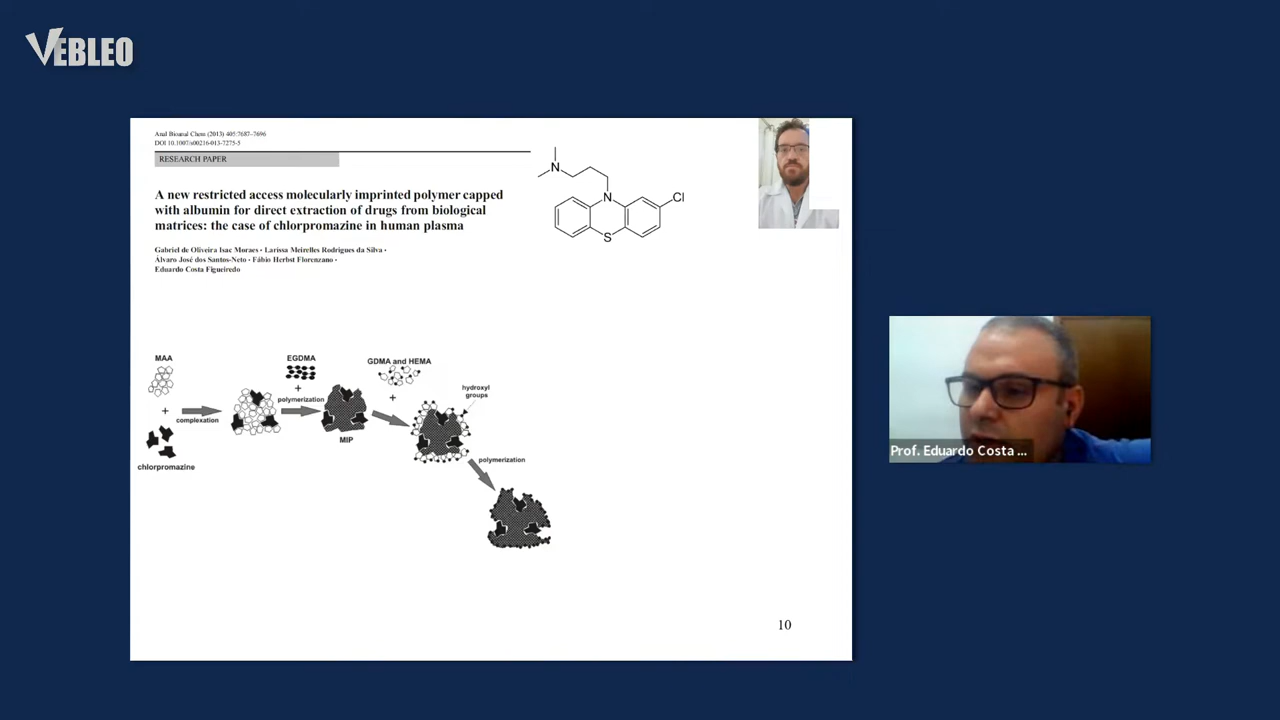 VEBLEO
Anal Bioanal Chem (2013) 405:7687–7696
DOI 10.1007/s00216-013-7275-5
RESEARCH PAPER
A new restricted access molecularly imprinted polymer capped
with albumin for direct extraction of drugs from biological
matrices: the case of chlorpromazine in human plasma
Gabriel de Oliveira Isac Moraes • Larissa Meirelles Rodrigues da Silva •
Álvaro José dos Santos-Neto • Fábio Herbst Florenzano •
Eduardo Costa Figueiredo
N
N
Cl
S
MAA
+
complexation
chlorpromazine
EGDMA
+
polymerization
MIP
GDMA and HEMA
+
hydroxyl
groups
polymerization
10
Prof. Eduardo Costa ...